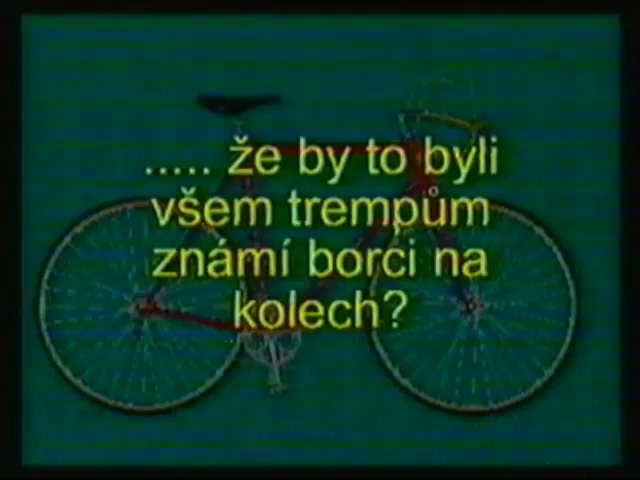 ..... že by to byli
všem trempům
známí borci na
kolech?